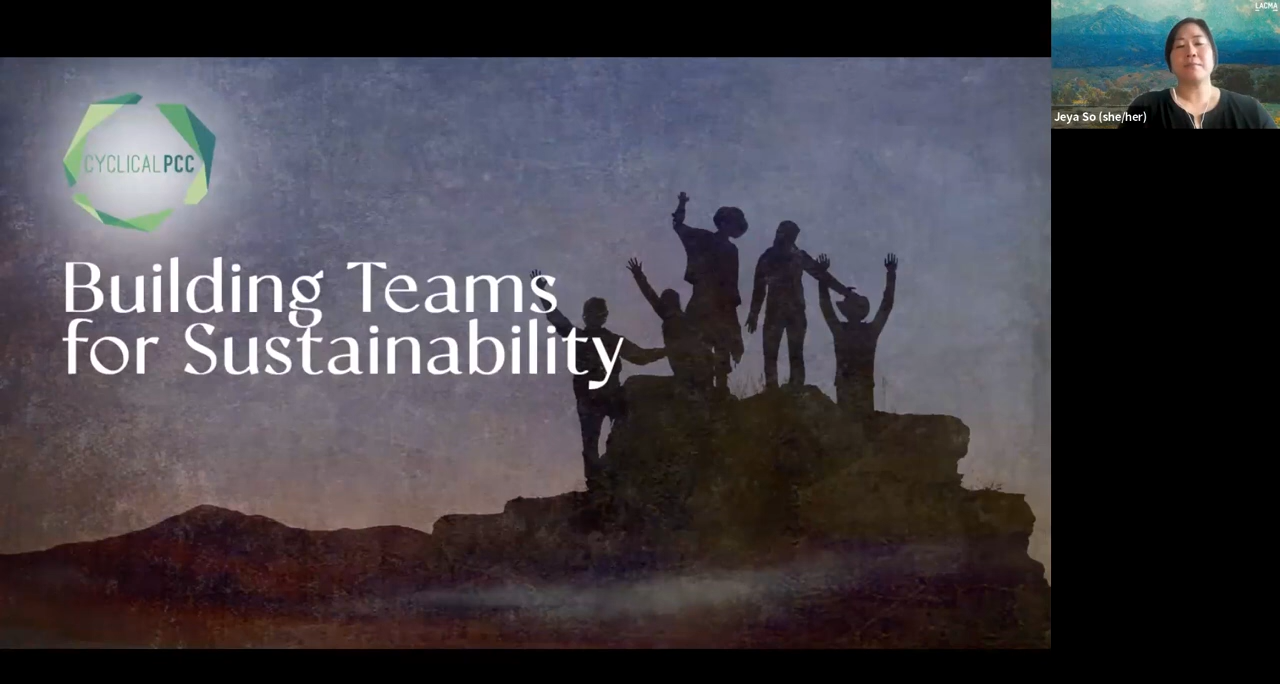 CYCLICALPCC
Building Teams
for Sustainability
LACMA
Jeya So (she/her)